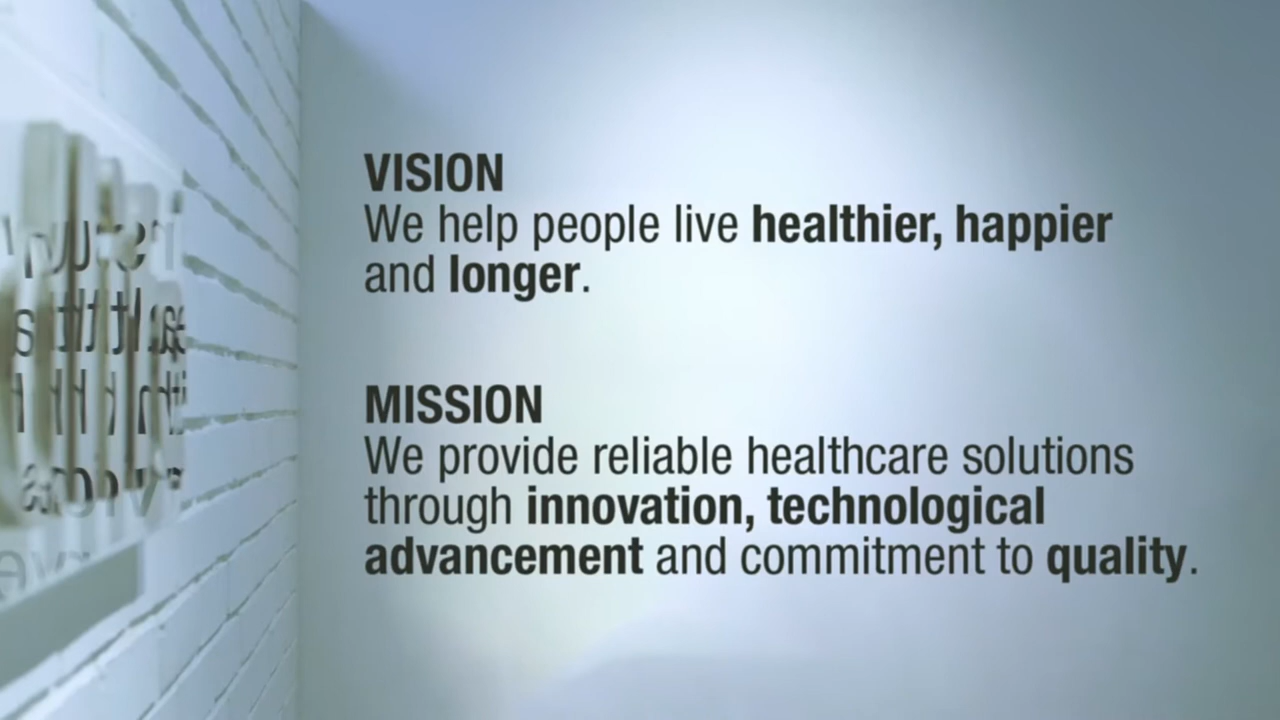 VISION
We help people live healthier, happier
and longer.
MISSION
We provide reliable healthcare solutions
through innovation, technological
advancement and commitment to quality.